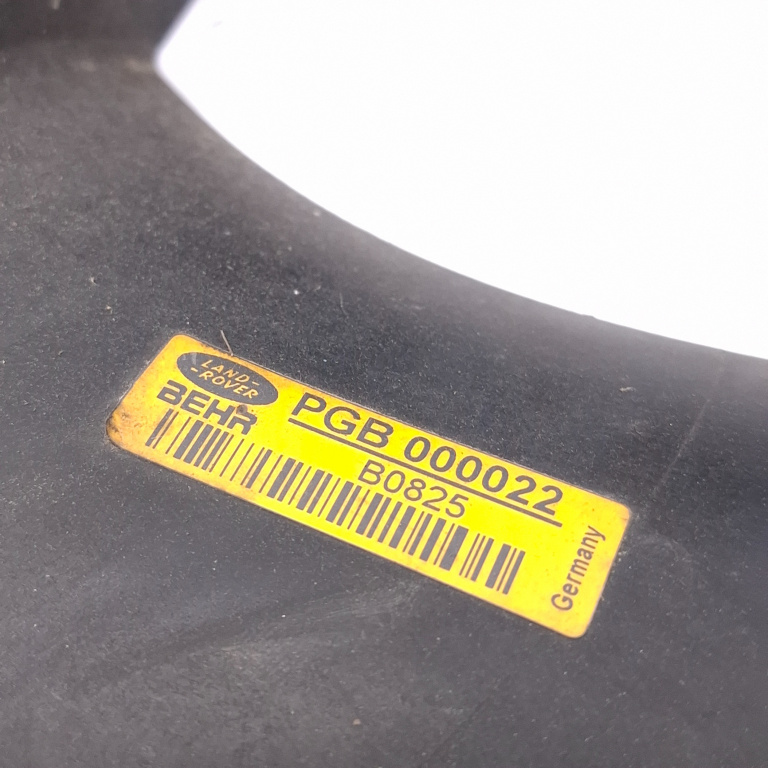 LAND-
-ROVER
BEHR
PGB 000022
B0825
Germany